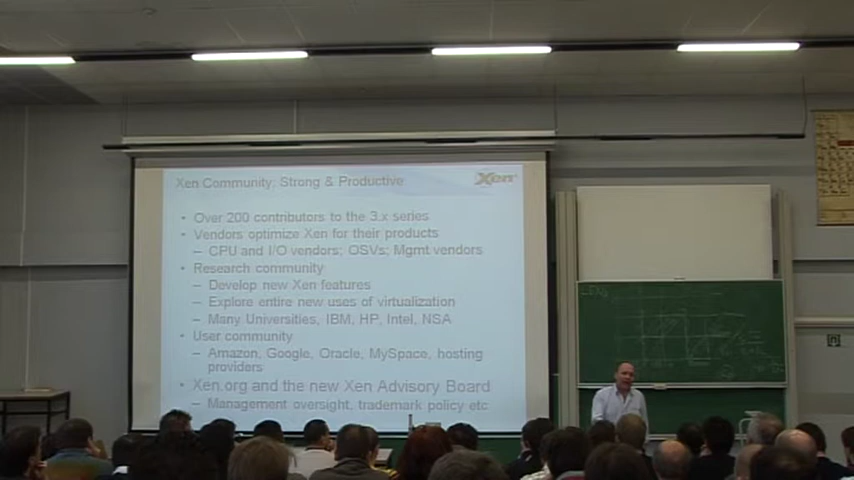 Xen Community: Strong & Productive
Xen
• Over 200 contributors to the 3.x series
• Vendors optimize Xen for their products
– CPU and I/O vendors; OSVs; Mgmt vendors
• Research community
– Develop new Xen features
– Explore entire new uses of virtualization
– Many Universities, IBM, HP, Intel, NSA
• User community
– Amazon, Google, Oracle, MySpace, hosting
providers
• Xen.org and the new Xen Advisory Board
– Management oversight, trademark policy etc